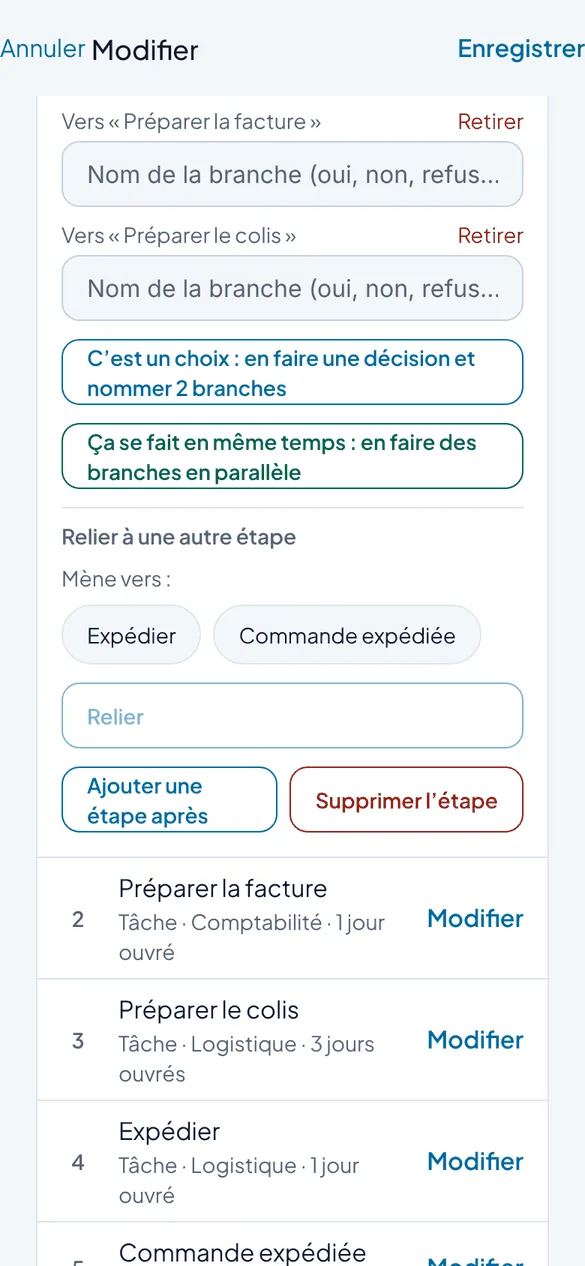 Annuler Modifier Enregistrer
Vers « Préparer la facture » Retirer
Nom de la branche (oui, non, refus...
Vers « Préparer le colis » Retirer
Nom de la branche (oui, non, refus...
C’est un choix : en faire une décision et
nommer 2 branches
Ça se fait en même temps : en faire des
branches en parallèle
Relier à une autre étape
Mène vers :
Expédier Commande expédiée
Relier
Ajouter une
étape après
Supprimer l’étape
Préparer la facture
2 Tâche · Comptabilité · 1 jour Modifier
ouvré
Préparer le colis
3 Tâche · Logistique · 3 jours Modifier
ouvrés
Expédier
4 Tâche · Logistique · 1 jour Modifier
ouvré
Commande expédiée
5 Modifier